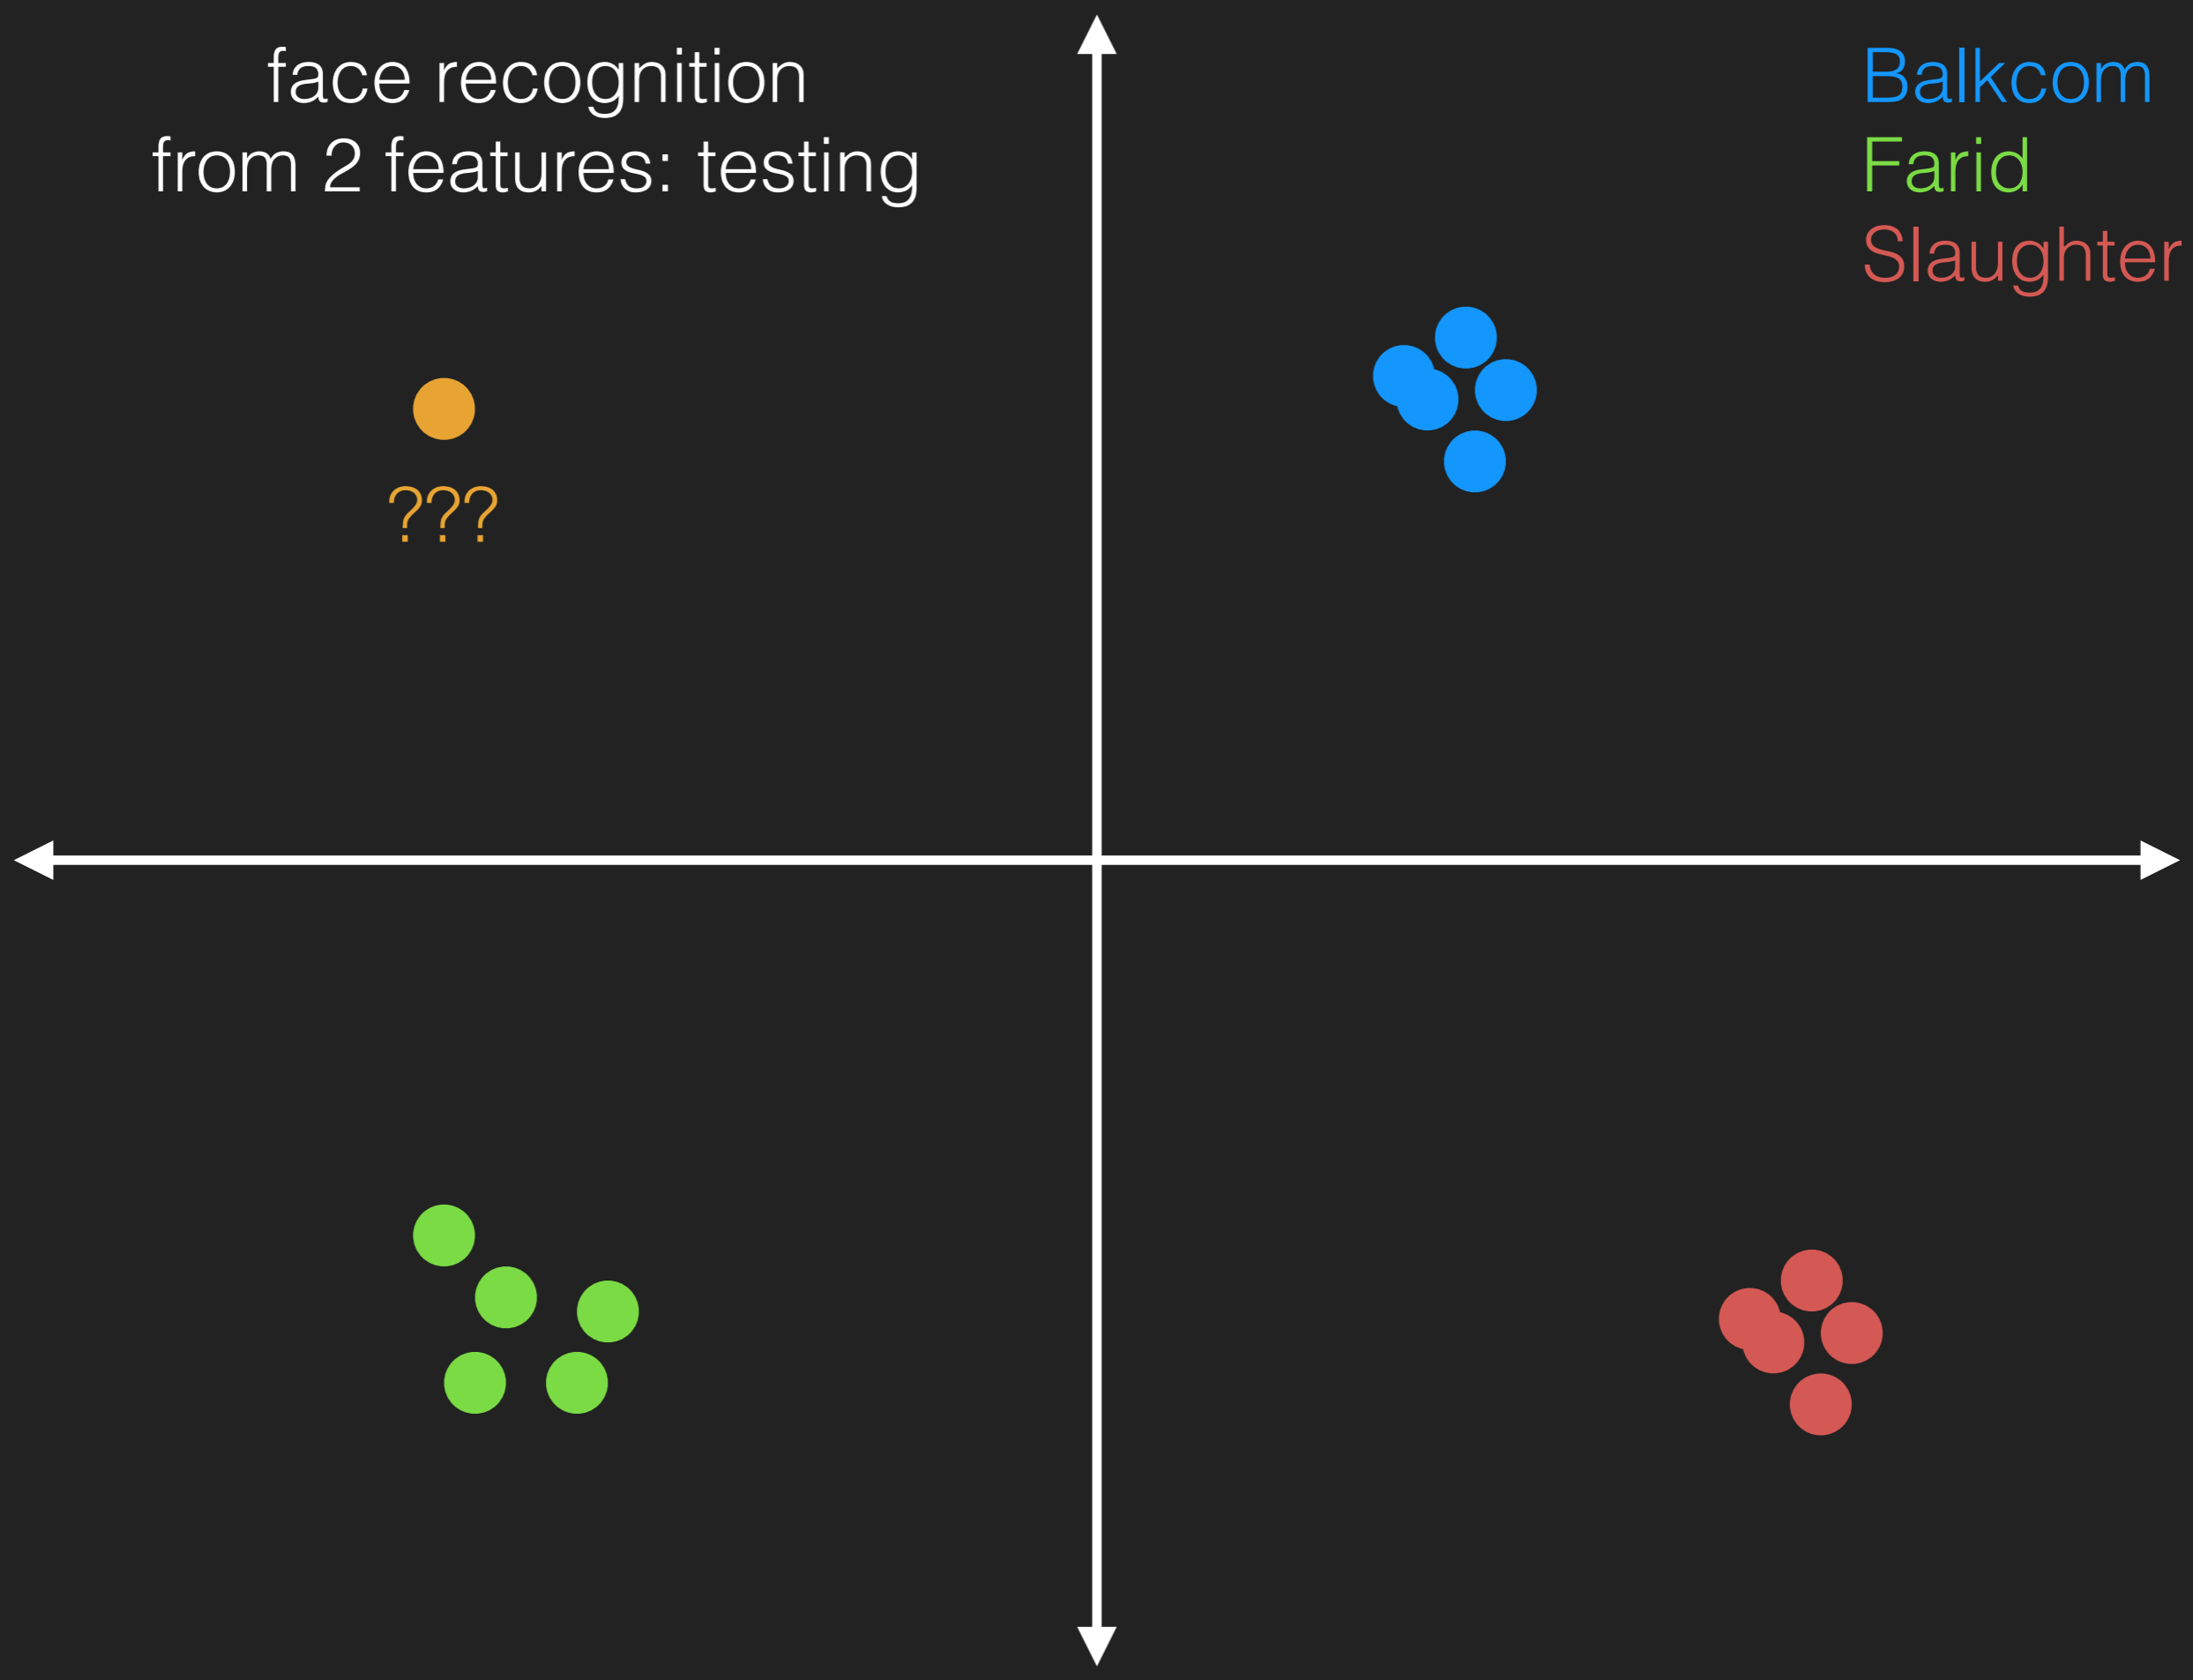 face recognition
from 2 features: testing
Balkcom
Farid
Slaughter
???